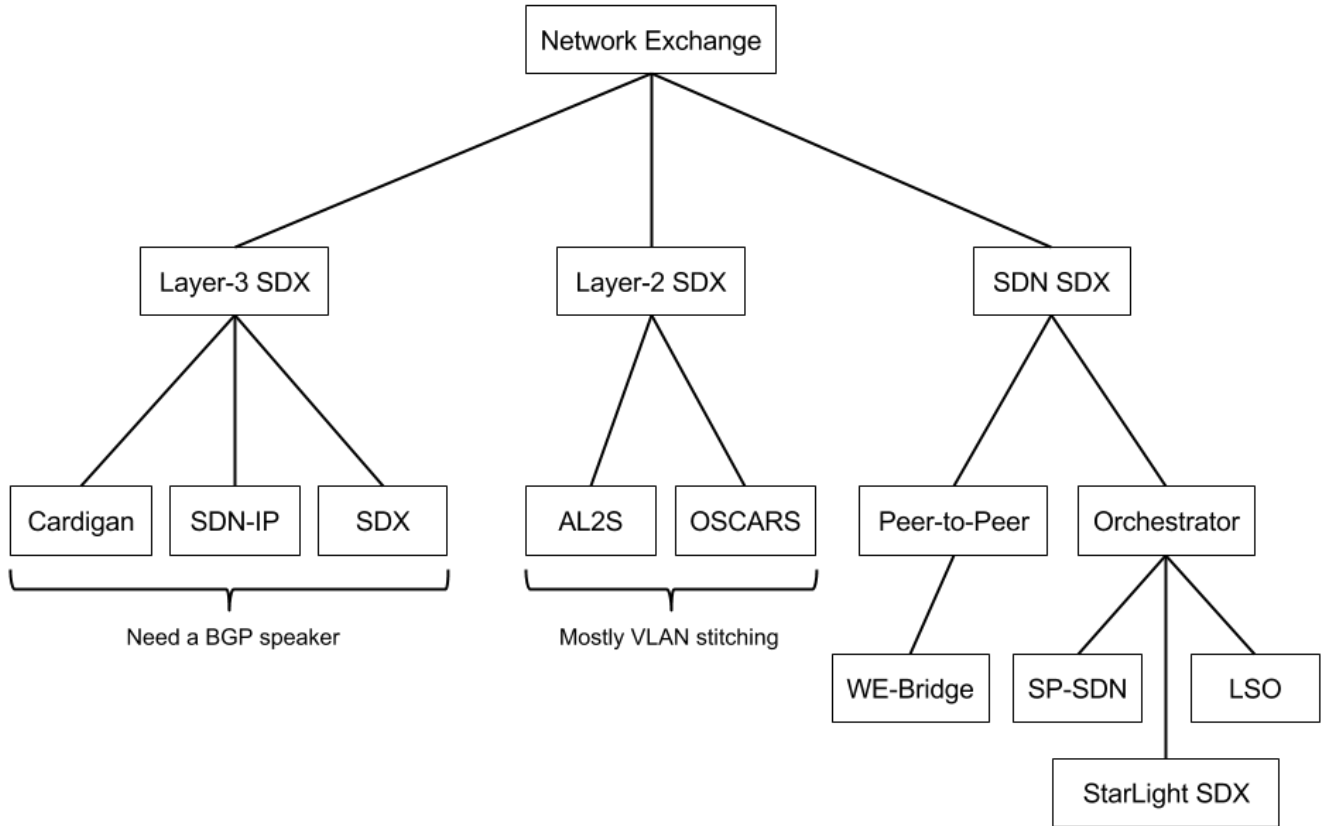 Network Exchange
Layer-3 SDX
Layer-2 SDX
SDN SDX
Cardigan
SDN-IP
SDX
AL2S
OSCARS
Peer-to-Peer
Orchestrator
Need a BGP speaker
Mostly VLAN stitching
WE-Bridge
SP-SDN
LSO
StarLight SDX